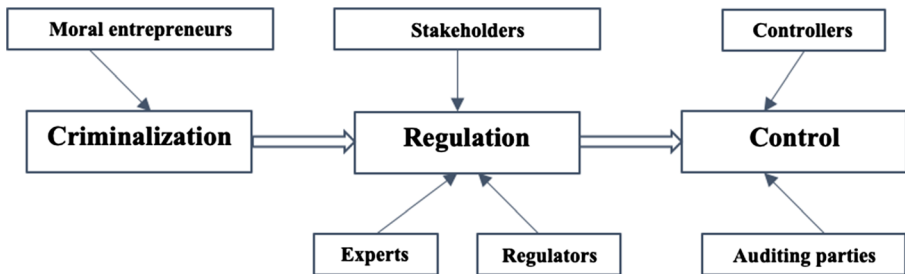 Moral entrepreneurs
Stakeholders
Controllers
Criminalization
Regulation
Control
Experts
Regulators
Auditing parties